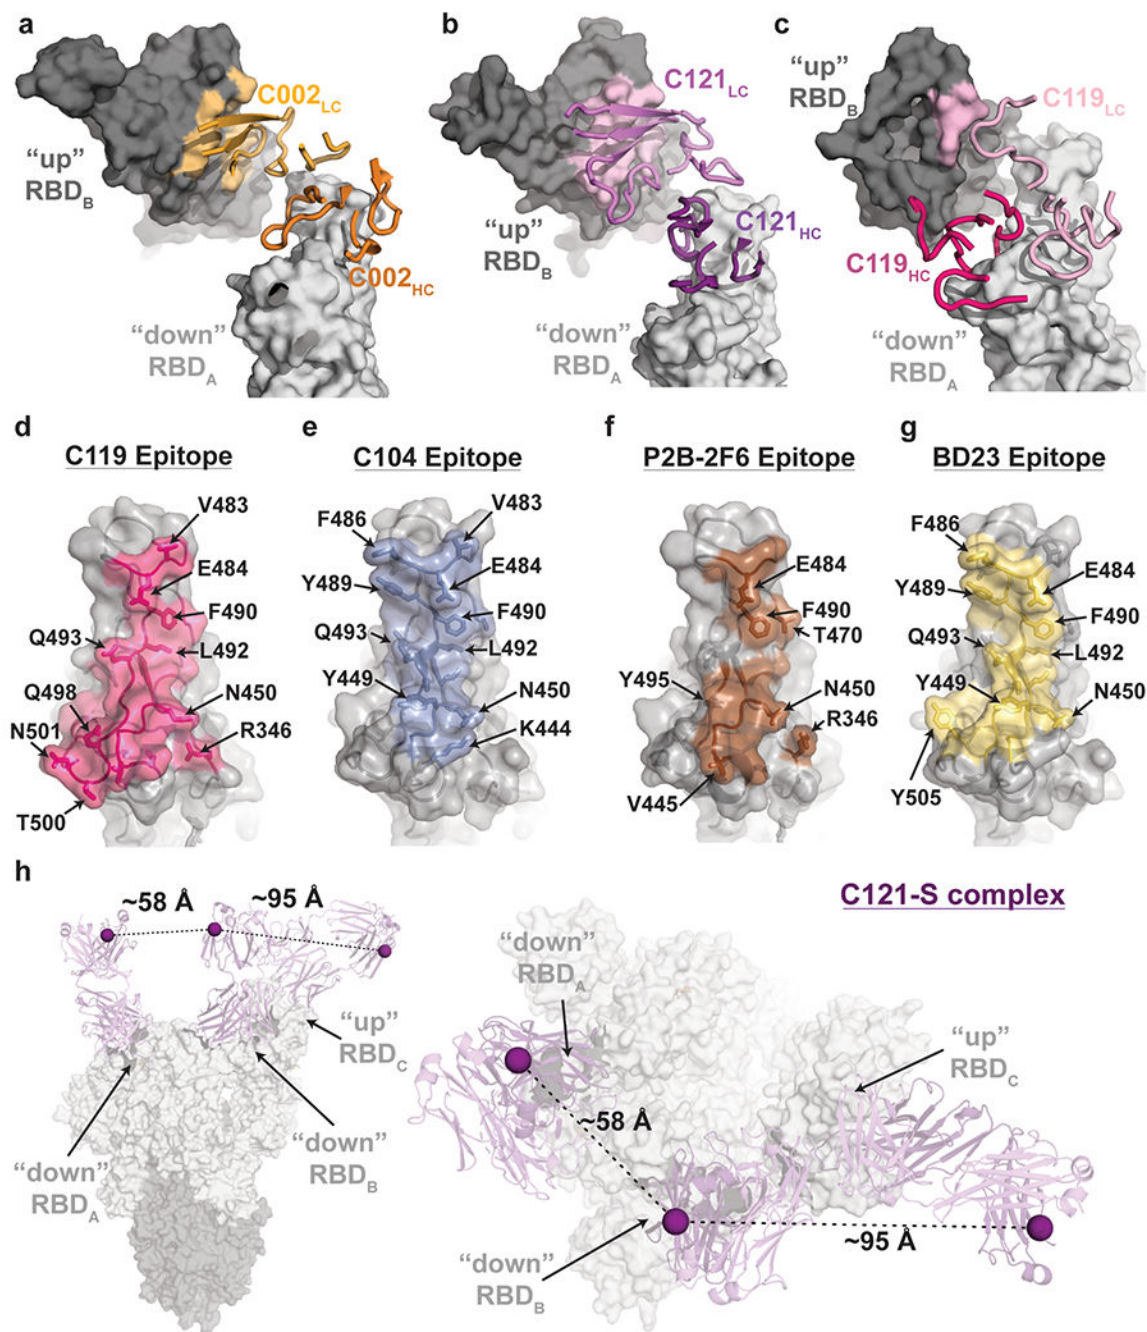 a
C002LC
“up”
RBDB
C002HC
“down”
RBDA
b
C121LC
“up”
RBDB
C121HC
“down”
RBDA
c
“up”
RBDB
C119LC
C119HC
“down”
RBDA
d
C119 Epitope
V483
E484
F490
Q493
L492
Q498
N450
N501
R346
T500
e
C104 Epitope
F486
V483
Y489
E484
F490
Q493
L492
Y449
N450
K444
f
P2B-2F6 Epitope
E484
F490
T470
Y495
N450
R346
V445
g
BD23 Epitope
F486
E484
Y489
F490
Q493
L492
Y449
N450
Y505
h
~58 Å
~95 Å
“up”
RBDC
“down”
RBDA
“down”
RBDB
C121-S complex
“down”
RBDA
“up”
RBDC
~58 Å
“down”
RBDB
~95 Å